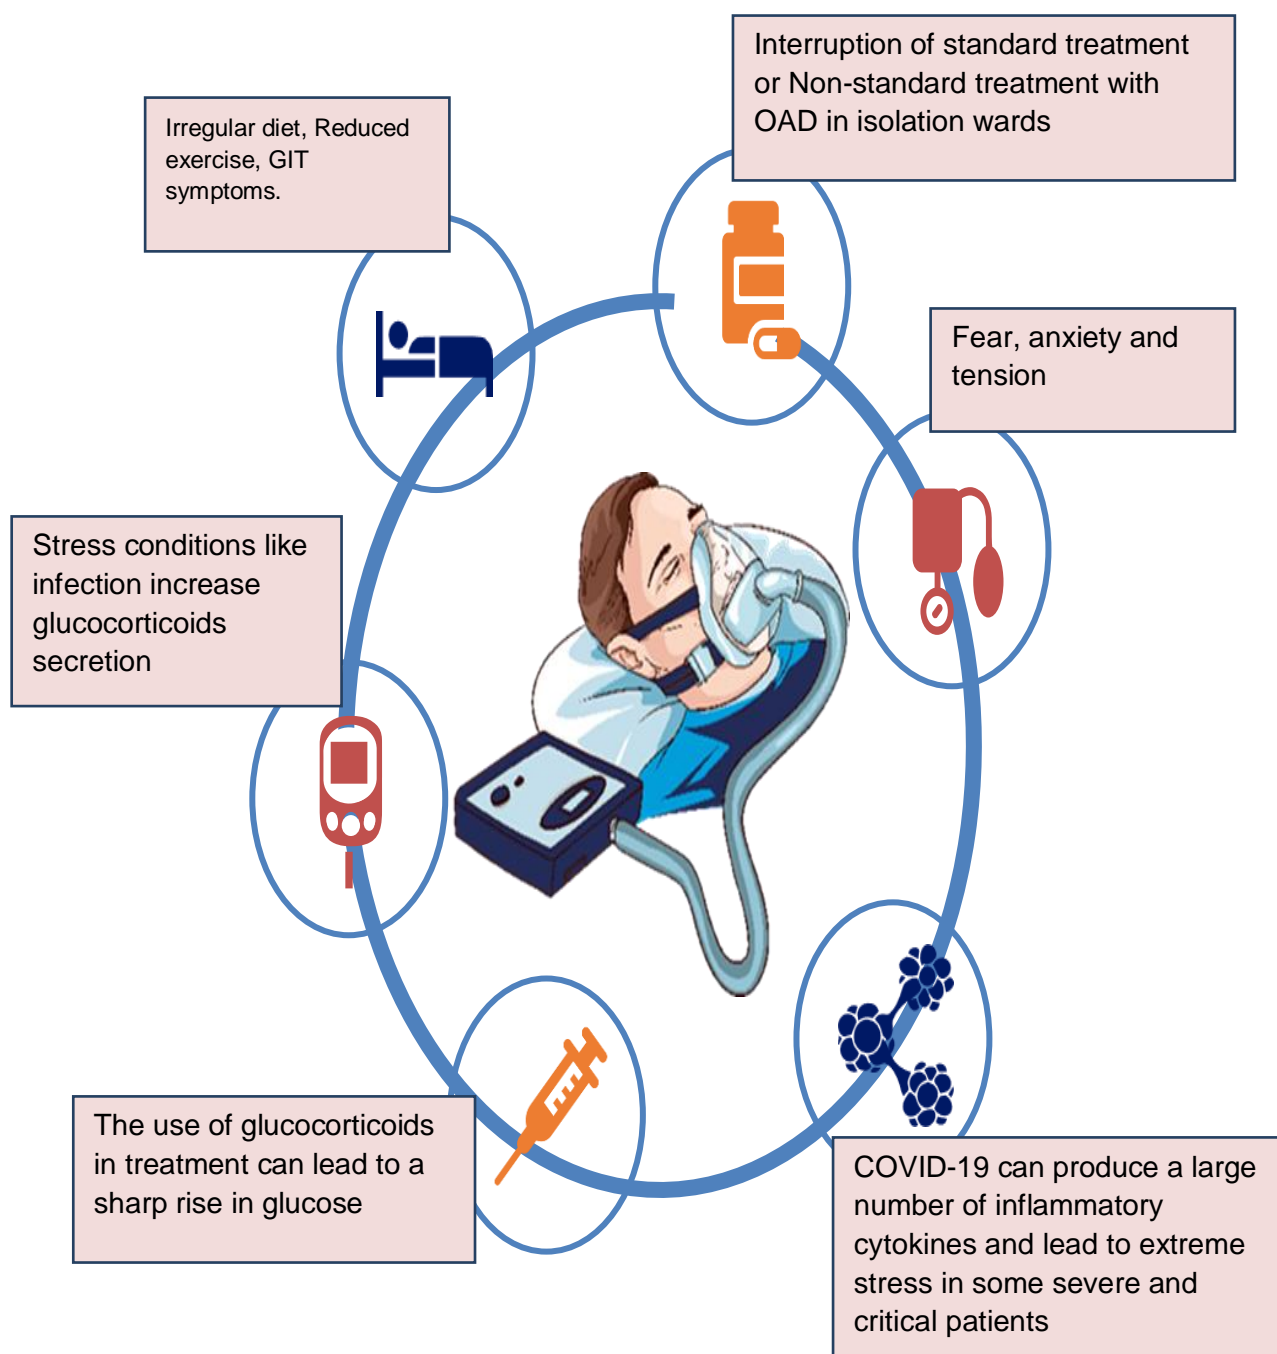 Interruption of standard treatment
or Non-standard treatment with
OAD in isolation wards
Irregular diet, Reduced
exercise, GIT
symptoms.
Fear, anxiety and
tension
Stress conditions like
infection increase
glucocorticoids
secretion
The use of glucocorticoids
in treatment can lead to a
sharp rise in glucose
COVID-19 can produce a large
number of inflammatory
cytokines and lead to extreme
stress in some severe and
critical patients